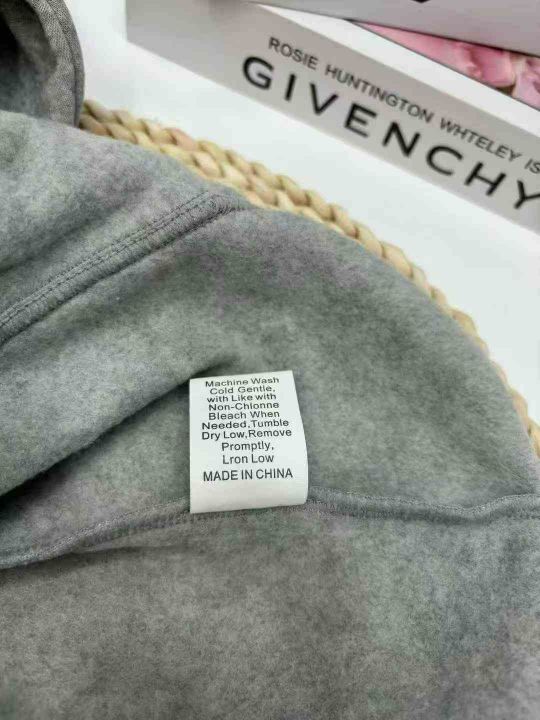 ROSIE HUNTINGTON WHTELEY IS
GIVENCHY
Machine Wash
Cold Gentle,
with Like with
Non-Chlonne
Bleach When
Needed,Tumble
Dry Low,Remove
Promptly,
Lron Low
MADE IN CHINA